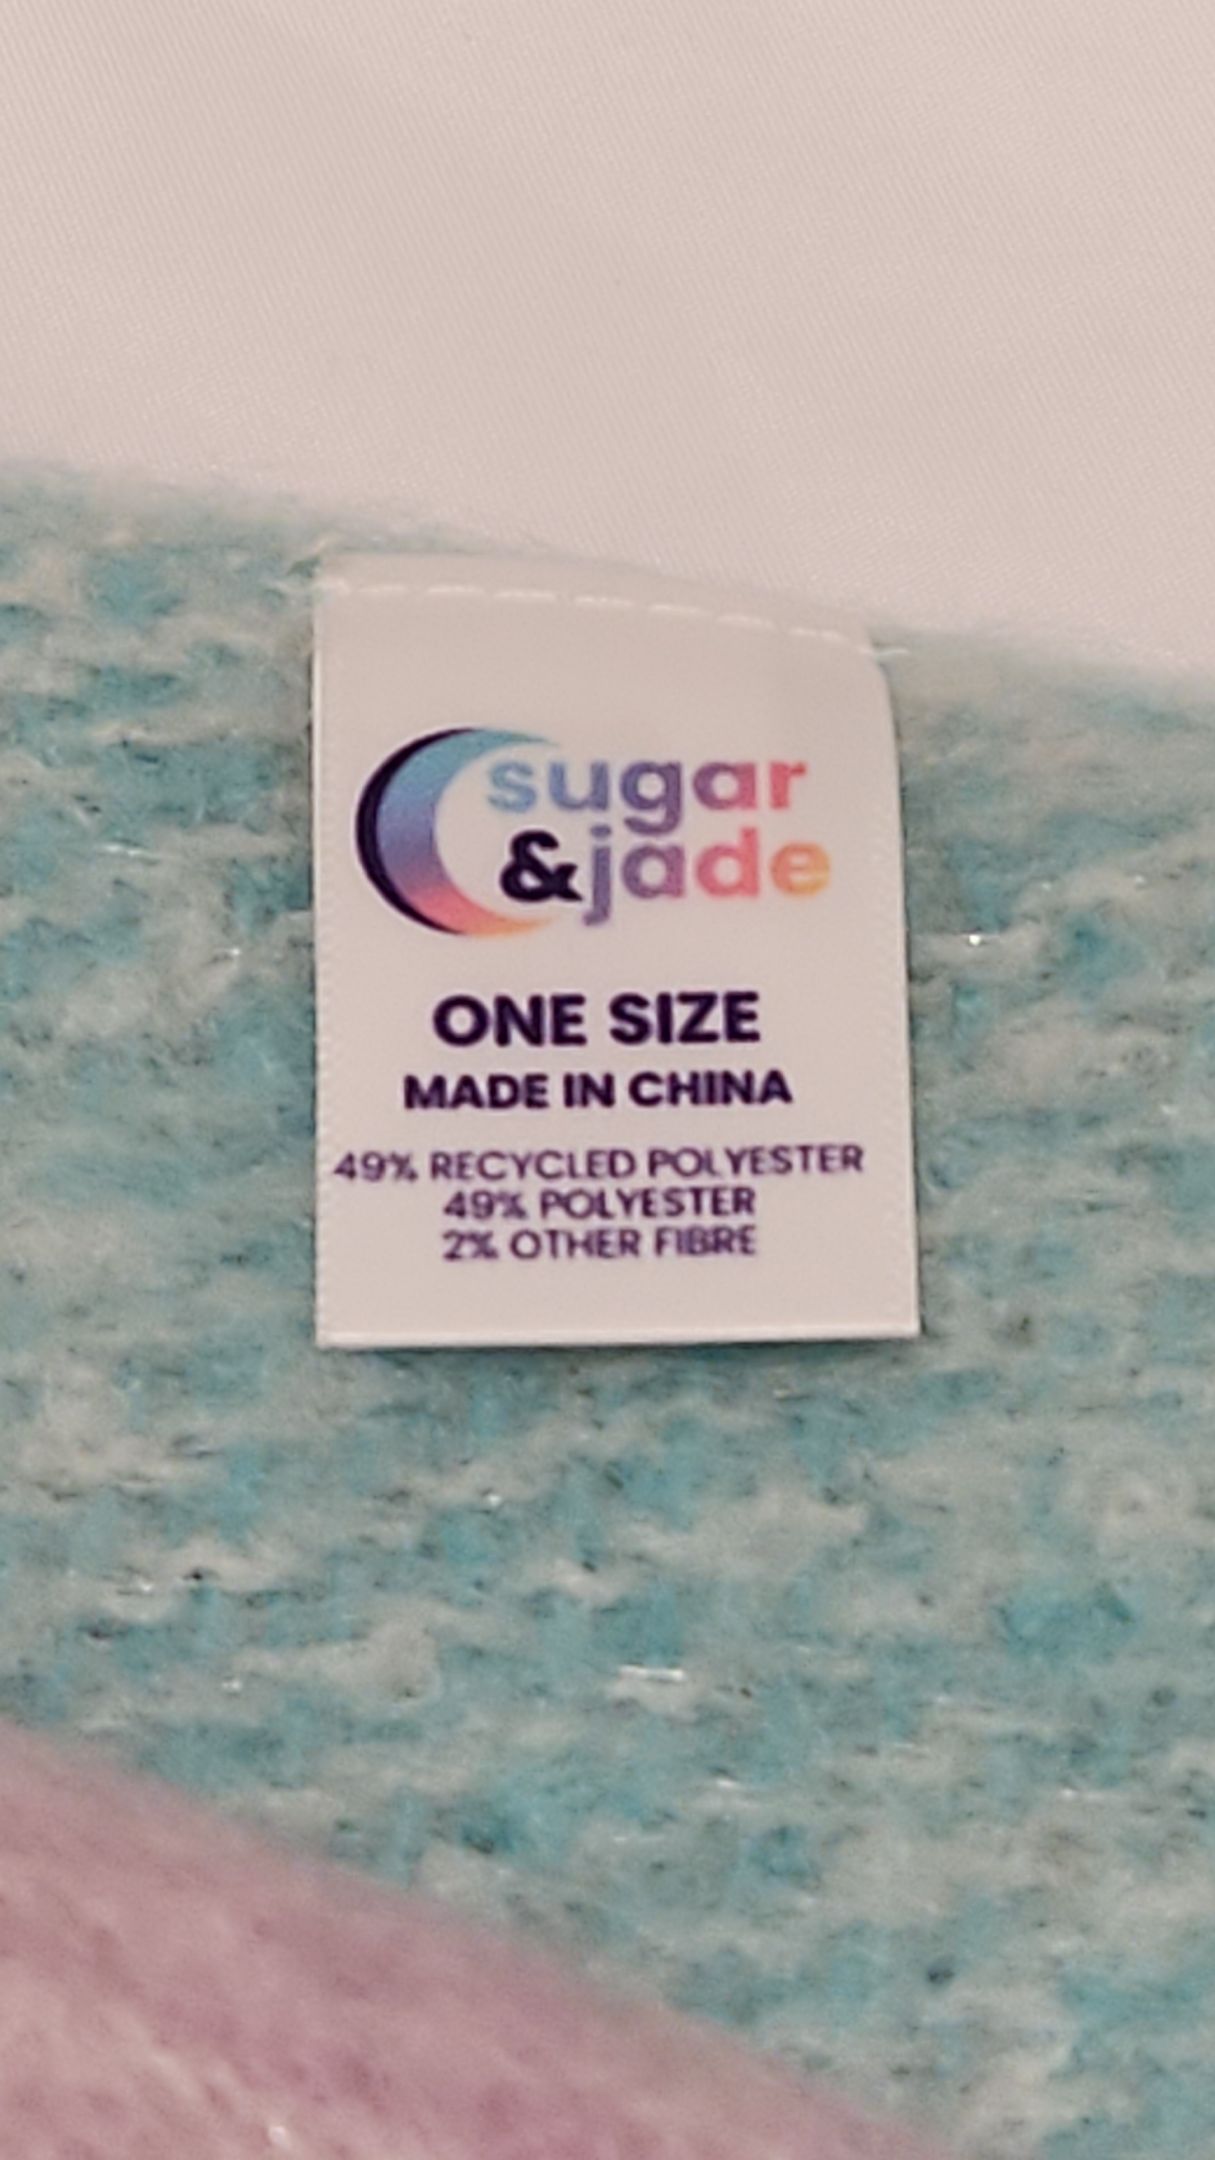 sugar
&jade
ONE SIZE
MADE IN CHINA
49% RECYCLED POLYESTER
49% POLYESTER
2% OTHER FIBRE